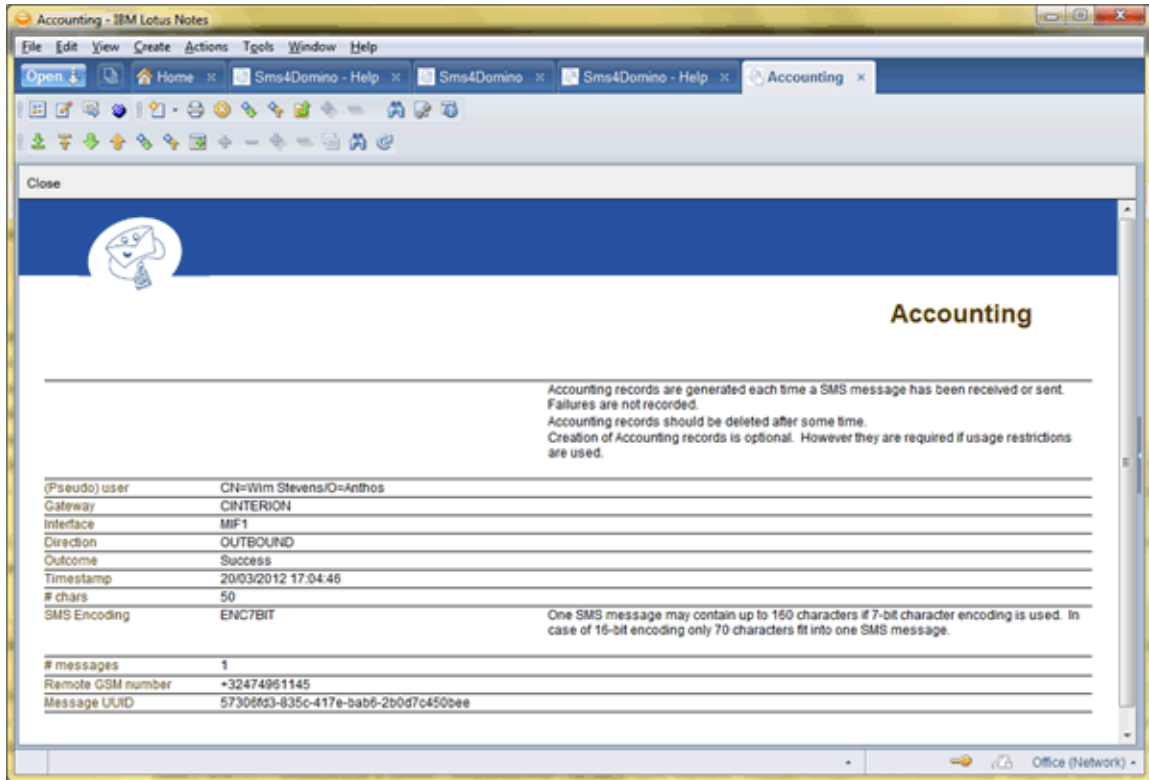 Accounting - IBM Lotus Notes
File Edit View Create Actions Tools Window Help
Open Home Sms4Domino - Help Sms4Domino Sms4Domino - Help Accounting
Close
Accounting
Accounting records are generated each time a SMS message has been received or sent.
Failures are not recorded.
Accounting records should be deleted after some time.
Creation of Accounting records is optional. However they are required if usage restrictions
are used.
(Pseudo) user CN=Wim Stevens/O=Anthos
Gateway CINTERION
Interface MIF1
Direction OUTBOUND
Outcome Success
Timestamp 20/03/2012 17:04:46
# chars 50
SMS Encoding ENC7BIT One SMS message may contain up to 160 characters if 7-bit character encoding is used. In
case of 16-bit encoding only 70 characters fit into one SMS message.
# messages 1
Remote GSM number +32474961145
Message UUID 57306fd3-835c-417e-bab6-2b0d7c450bee
Office (Network)